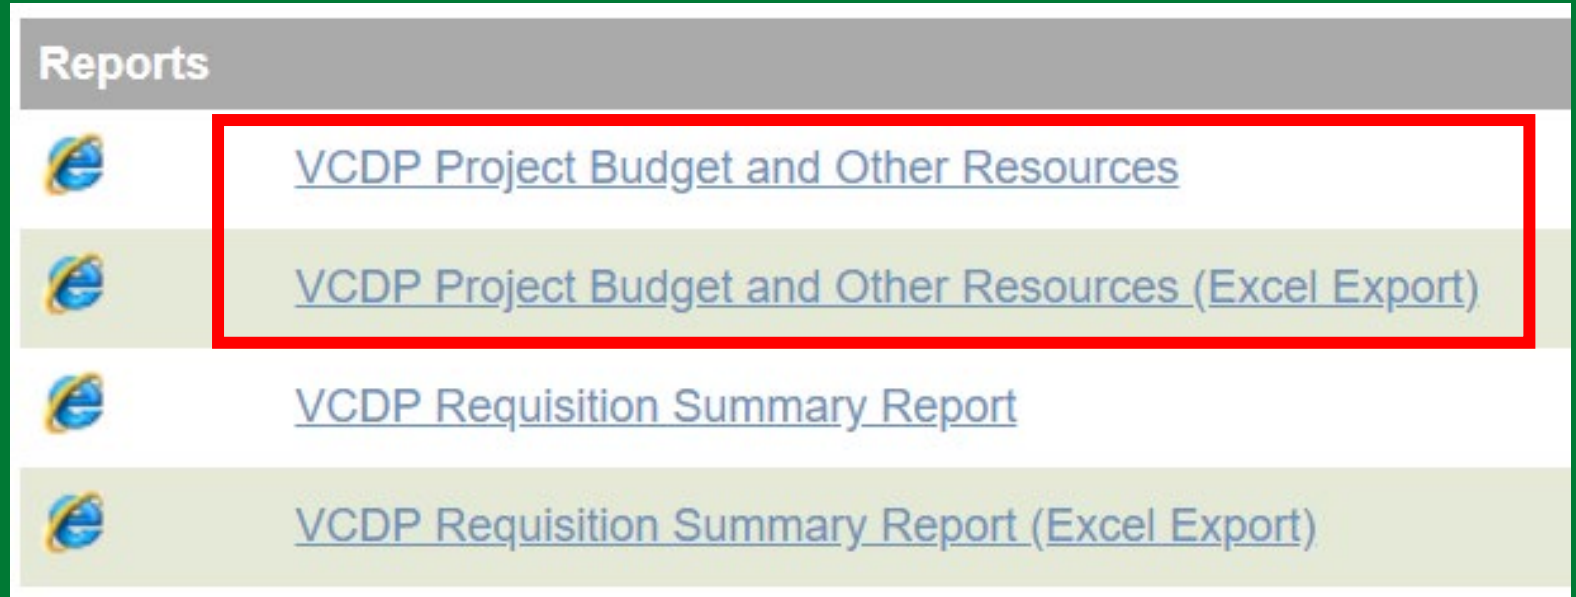 Reports
VCDP Project Budget and Other Resources
VCDP Project Budget and Other Resources (Excel Export)
VCDP Requisition Summary Report
VCDP Requisition Summary Report (Excel Export)